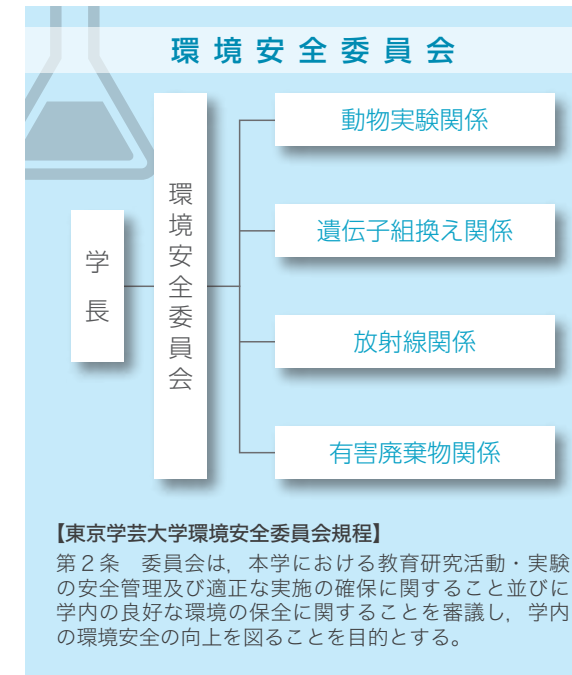 環境安全委員会
学長
環境安全委員会
動物実験関係
遺伝子組換え関係
放射線関係
有害廃棄物関係
【東京学芸大学環境安全委員会規程】
第２条　委員会は，本学における教育研究活動・実験
の安全管理及び適正な実施の確保に関すること並びに
学内の良好な環境の保全に関することを審議し，学内
の環境安全の向上を図ることを目的とする。